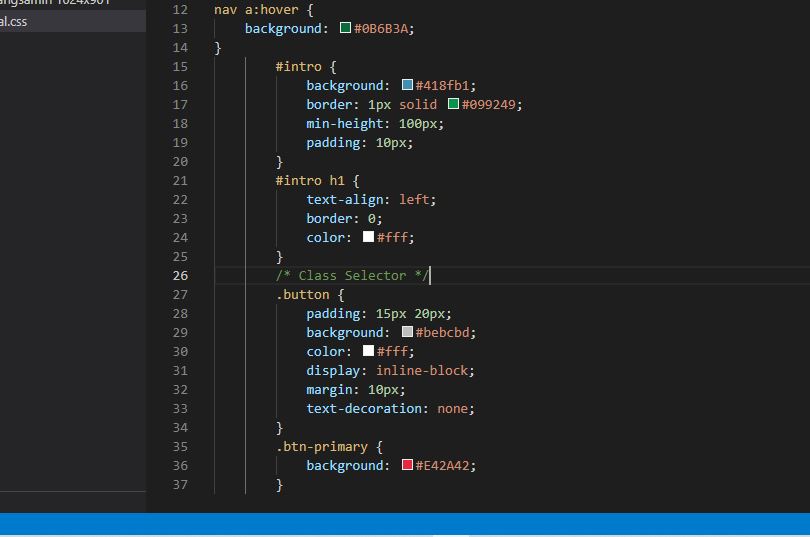 al.css
12 nav a:hover {
13 background: #0B6B3A;
14 }
15 #intro {
16 background: #418fb1;
17 border: 1px solid #099249;
18 min-height: 100px;
19 padding: 10px;
20 }
21 #intro h1 {
22 text-align: left;
23 border: 0;
24 color: #fff;
25 }
26 /* Class Selector */
27 .button {
28 padding: 15px 20px;
29 background: #bebcbd;
30 color: #fff;
31 display: inline-block;
32 margin: 10px;
33 text-decoration: none;
34 }
35 .btn-primary {
36 background: #E42A42;
37 }